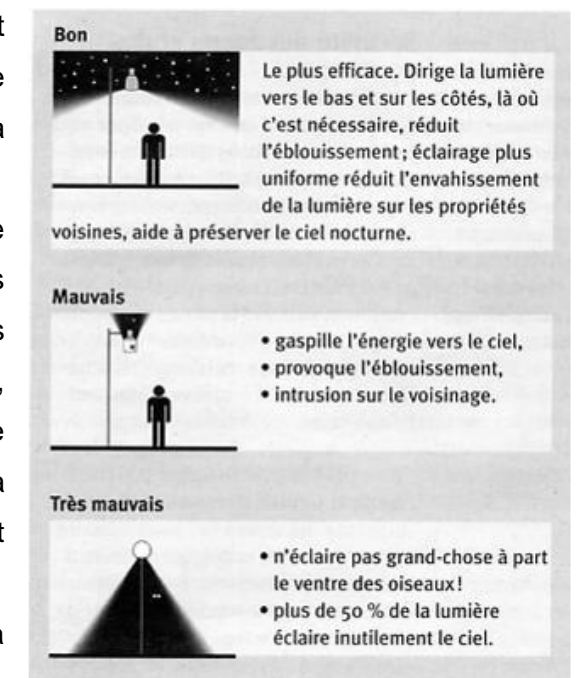 t
e
a
e
s
s
,
e
a
t
a
Bon
Le plus efficace. Dirige la lumière
vers le bas et sur les côtés, là où
c’est nécessaire, réduit
l’éblouissement ; éclairage plus
uniforme réduit l’envahissement
de la lumière sur les propriétés
voisines, aide à préserver le ciel nocturne.
Mauvais
• gaspille l’énergie vers le ciel,
• provoque l’éblouissement,
• intrusion sur le voisinage.
Très mauvais
• n’éclaire pas grand-chose à part
le ventre des oiseaux !
• plus de 50 % de la lumière
éclaire inutilement le ciel.